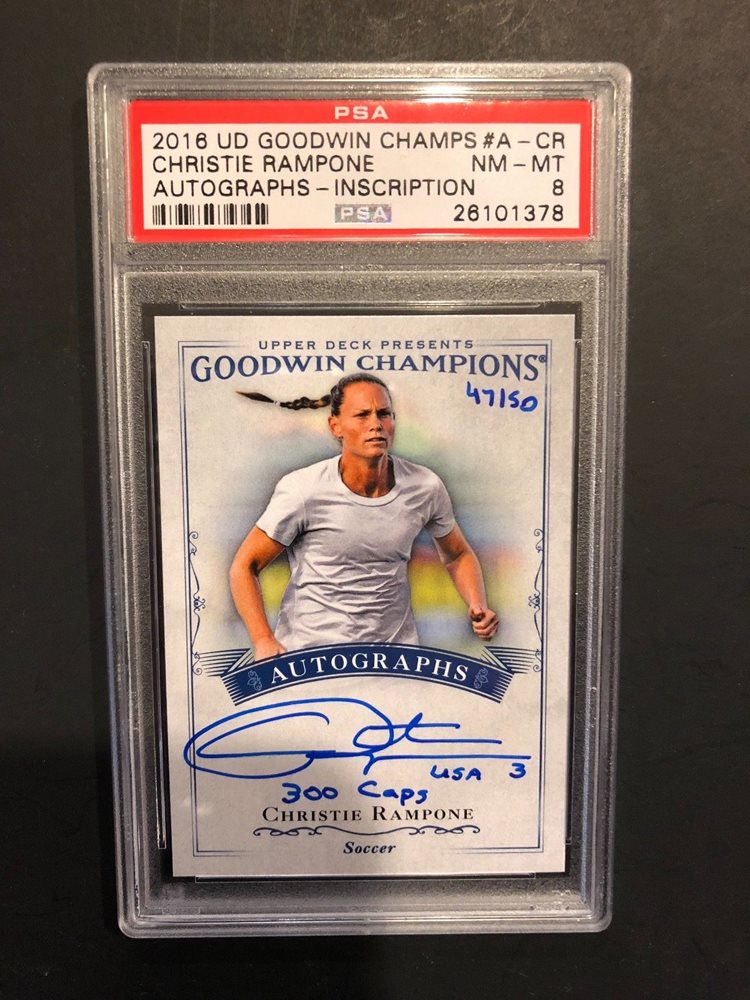 PSA
2016 UD GOODWIN CHAMPS #A-CR
CHRISTIE RAMPONE NM-MT
AUTOGRAPHS-INSCRIPTION 8
PSA 26101378
UPPER DECK PRESENTS
GOODWIN CHAMPIONS®
47/50
AUTOGRAPHS
USA 3
300 Caps
CHRISTIE RAMPONE
Soccer